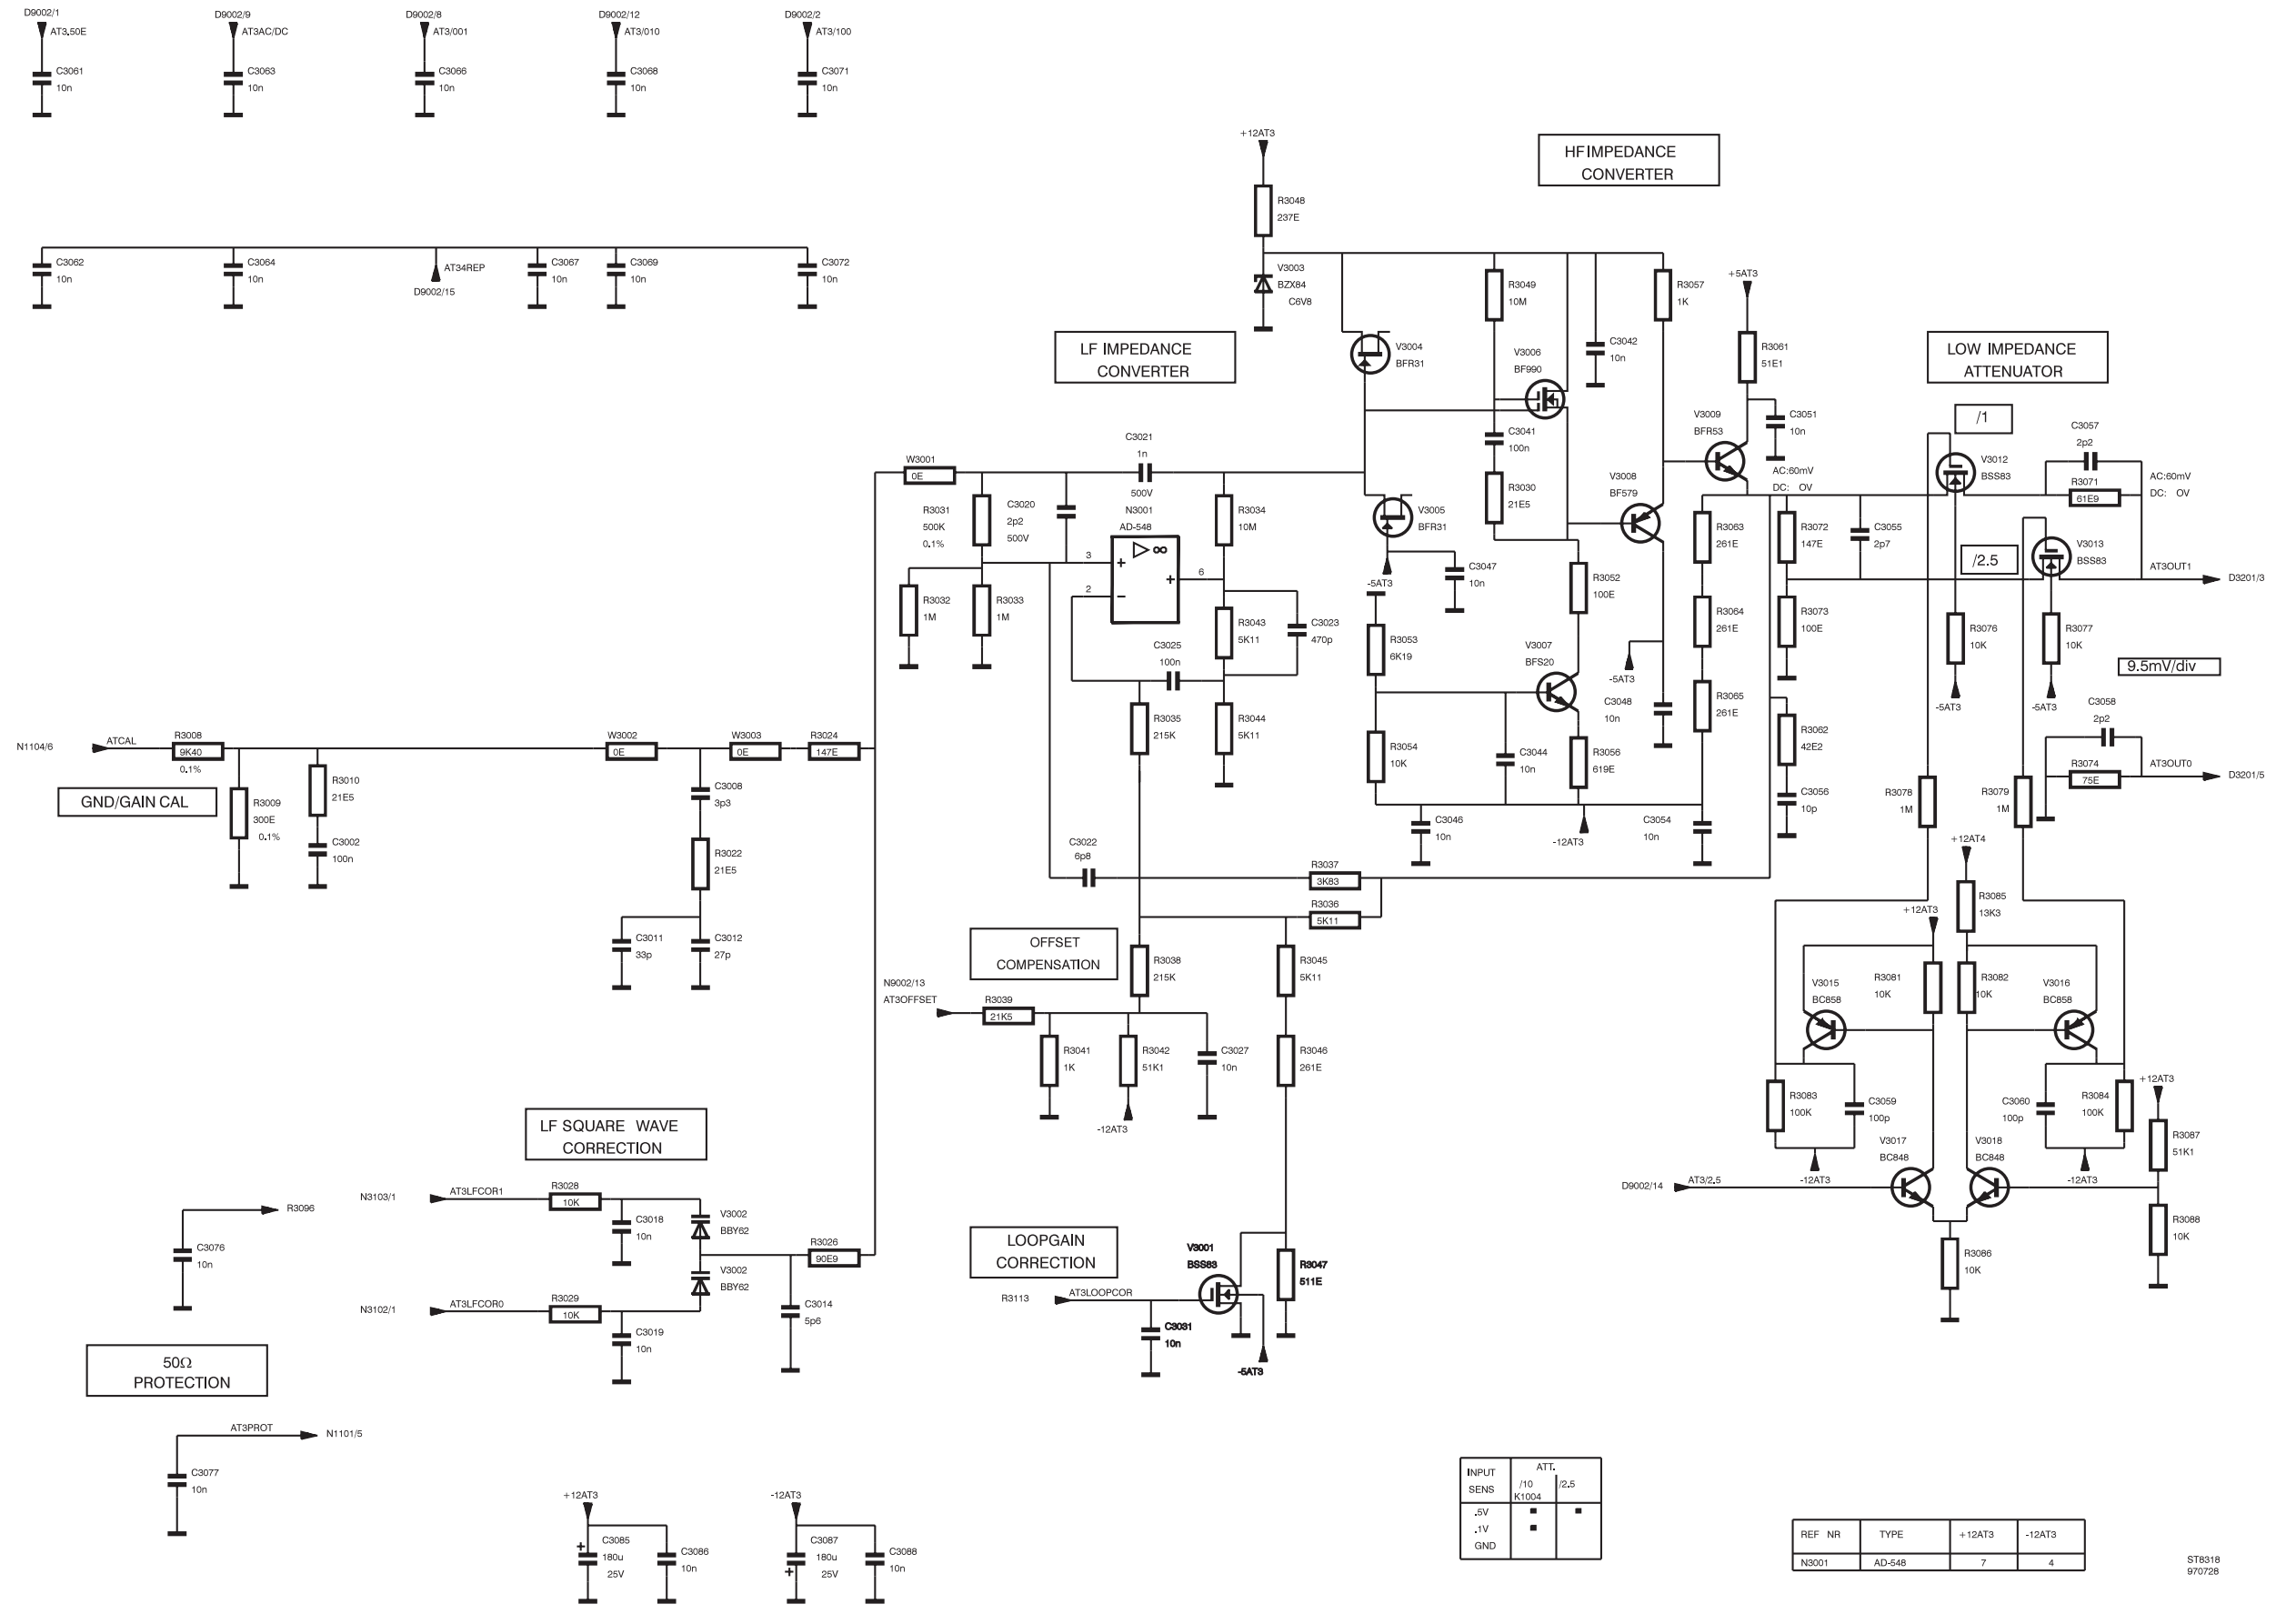 D9002/1
AT3.50E
C3061
10n
D9002/9
AT3AC/DC
C3063
10n
D9002/8
AT3/001
C3066
10n
D9002/12
AT3/010
C3068
10n
D9002/2
AT3/100
C3071
10n
C3062
10n
C3064
10n
AT34REP
D9002/15
C3067
10n
C3069
10n
C3072
10n
+12AT3
R3048
237E
V3003
BZX84
C6V8
HF IMPEDANCE
CONVERTER
LF IMPEDANCE
CONVERTER
V3004
BFR31
R3049
10M
V3006
BF990
C3042
10n
R3057
1K
+5AT3
R3061
51E1
LOW IMPEDANCE
ATTENUATOR
/1
V3009
BFR53
C3051
10n
AC:60mV
DC: 0V
V3012
BSS83
C3057
2p2
R3071
61E9
AC:60mV
DC: 0V
C3041
100n
R3030
21E5
V3008
BF579
V3005
BFR31
-5AT3
C3047
10n
W3001
0E
R3031
500K
0.1%
C3020
2p2
500V
C3021
1n
500V
N3001
AD-548
▷ ∞
3
+
2
−
+
6
R3034
10M
R3032
1M
R3033
1M
R3043
5K11
C3023
470p
C3025
100n
R3035
215K
R3044
5K11
R3053
6K19
R3054
10K
R3052
100E
V3007
BFS20
C3044
10n
R3056
619E
C3046
10n
-12AT3
-5AT3
C3048
10n
C3054
10n
R3063
261E
R3064
261E
R3065
261E
R3072
147E
C3055
2p7
R3073
100E
R3062
42E2
C3056
10p
/2.5
V3013
BSS83
AT3OUT1
D3201/3
R3076
10K
-5AT3
R3077
10K
-5AT3
9.5mV/div
C3058
2p2
R3074
75E
AT3OUT0
D3201/5
R3078
1M
R3079
1M
N1104/6
ATCAL
R3008
9K40
0.1%
GND/GAIN CAL
R3009
300E
0.1%
R3010
21E5
C3002
100n
W3002
0E
W3003
0E
R3024
147E
C3008
3p3
R3022
21E5
C3011
33p
C3012
27p
C3022
6p8
R3037
3K83
R3036
5K11
OFFSET
COMPENSATION
N9002/13
AT3OFFSET
R3039
21K5
R3038
215K
R3041
1K
R3042
51K1
-12AT3
C3027
10n
R3045
5K11
R3046
261E
+12AT4
R3085
13K3
+12AT3
R3081
10K
R3082
10K
V3015
BC858
V3016
BC858
R3083
100K
C3059
100p
-12AT3
C3060
100p
R3084
100K
-12AT3
+12AT3
R3087
51K1
R3088
10K
V3017
BC848
V3018
BC848
D9002/14
AT3/2.5
R3086
10K
LF SQUARE WAVE
CORRECTION
N3103/1
AT3LFCOR1
R3028
10K
C3018
10n
V3002
BBY62
V3002
BBY62
R3026
90E9
C3014
5p6
N3102/1
AT3LFCOR0
R3029
10K
C3019
10n
LOOPGAIN
CORRECTION
R3113
AT3LOOPCOR
V3001
BSS83
C3031
10n
-5AT3
R3047
511E
R3096
C3076
10n
50Ω
PROTECTION
AT3PROT
N1101/5
C3077
10n
+12AT3
+
C3085
180u
25V
C3086
10n
-12AT3
C3087
180u
25V
+
C3088
10n
INPUT
SENS
ATT.
/10
K1004
/2.5
.5V
.1V
GND
REF NR TYPE +12AT3 -12AT3
N3001 AD-548 7 4
ST8318
970728